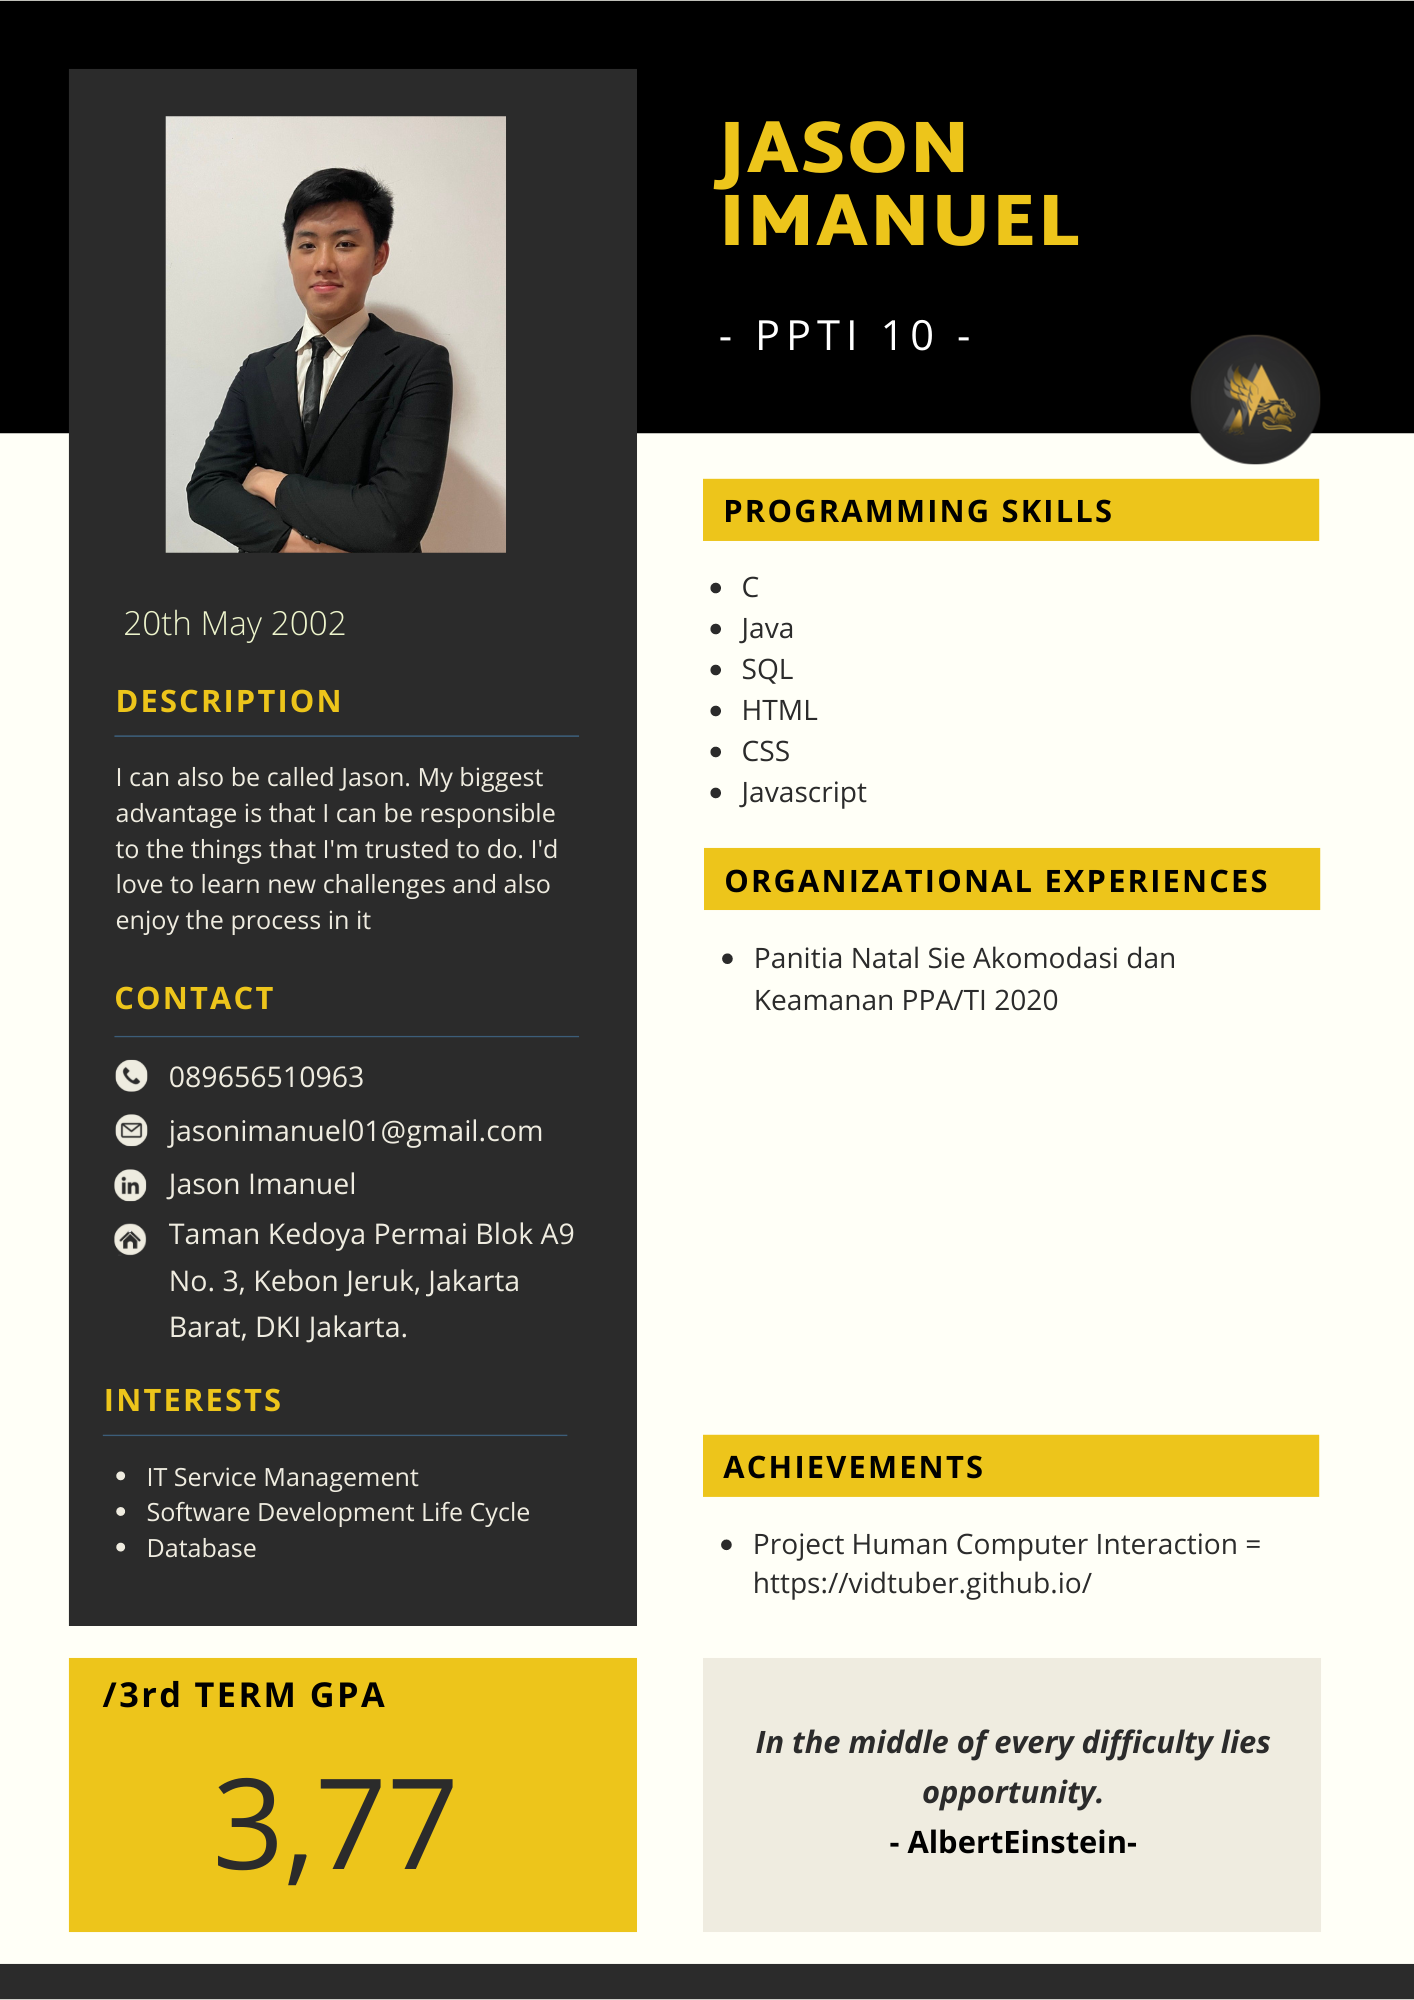 JASON
IMANUEL
- PPTI 10 -
20th May 2002
DESCRIPTION
I can also be called Jason. My biggest
advantage is that I can be responsible
to the things that I'm trusted to do. I'd
love to learn new challenges and also
enjoy the process in it
CONTACT
089656510963
jasonimanuel01@gmail.com
in
Jason Imanuel
Taman Kedoya Permai Blok A9
No. 3, Kebon Jeruk, Jakarta
Barat, DKI Jakarta.
INTERESTS
• IT Service Management
• Software Development Life Cycle
• Database
/3rd TERM GPA
3,77
PROGRAMMING SKILLS
• C
• Java
• SQL
• HTML
• CSS
• Javascript
ORGANIZATIONAL EXPERIENCES
• Panitia Natal Sie Akomodasi dan
Keamanan PPA/TI 2020
ACHIEVEMENTS
• Project Human Computer Interaction =
https://vidtuber.github.io/
In the middle of every difficulty lies
opportunity.
- AlbertEinstein-